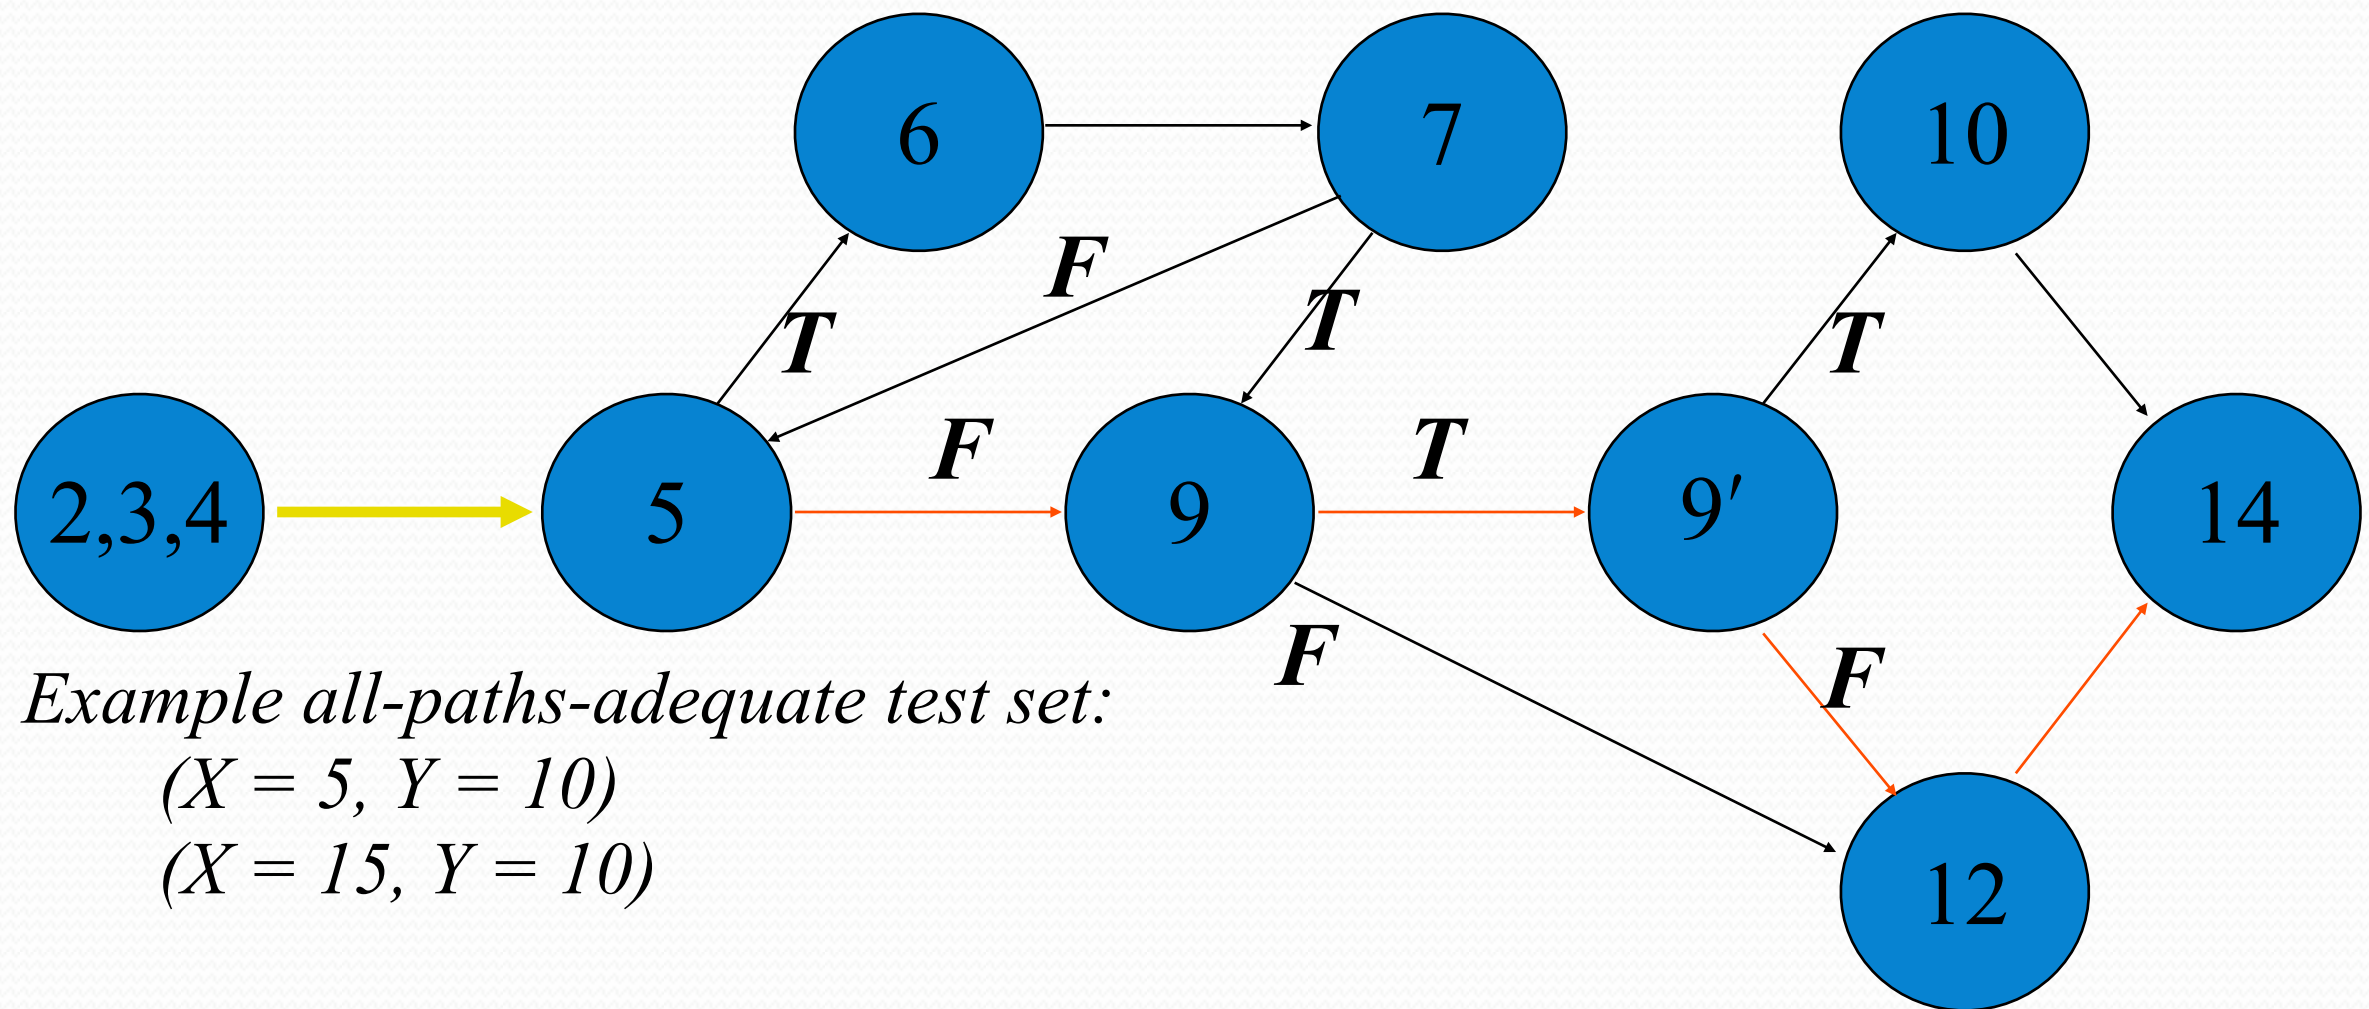 6
7
10
F
T
T
T
F
T
2,3,4
5
9
9′
14
F
F
Example all-paths-adequate test set:
(X = 5, Y = 10)
(X = 15, Y = 10)
12